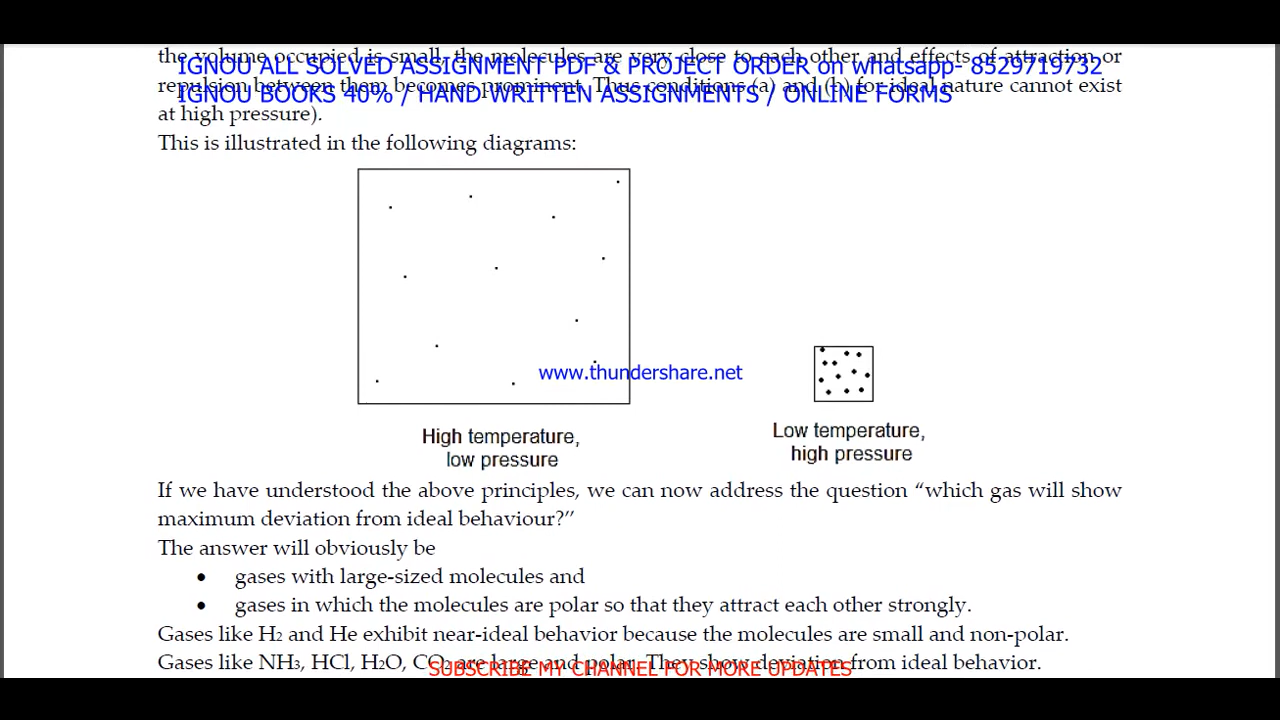 the volume occupied is small, the molecules are very close to each other and effects of attraction or
IGNOU ALL SOLVED ASSIGNMENT PDF & PROJECT ORDER on whatsapp- 8529719732
repulsion between them becomes prominent. Thus conditions (a) and (b) for ideal nature cannot exist
IGNOU BOOKS 40% / HAND WRITTEN ASSIGNMENTS / ONLINE FORMS
at high pressure).
This is illustrated in the following diagrams:
www.thundershare.net
High temperature,
low pressure
Low temperature,
high pressure
If we have understood the above principles, we can now address the question “which gas will show
maximum deviation from ideal behaviour?”
The answer will obviously be
• gases with large-sized molecules and
• gases in which the molecules are polar so that they attract each other strongly.
Gases like H2 and He exhibit near-ideal behavior because the molecules are small and non-polar.
Gases like NH3, HCl, H2O, CO2 are large and polar. They show deviation from ideal behavior.
SUBSCRIBE MY CHANNEL FOR MORE UPDATES